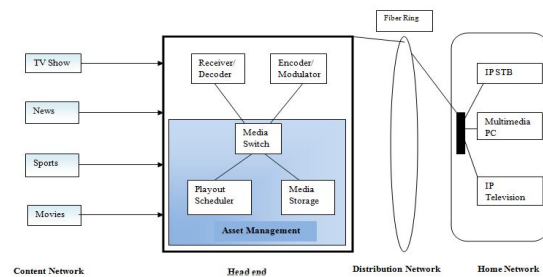 Fiber Ring
TV Show
News
Sports
Movies
Receiver/
Decoder
Encoder/
Modulator
Media
Switch
Playout
Scheduler
Media
Storage
Asset Management
IP STB
Multimedia
PC
IP
Television
Content Network
Head end
Distribution Network
Home Network